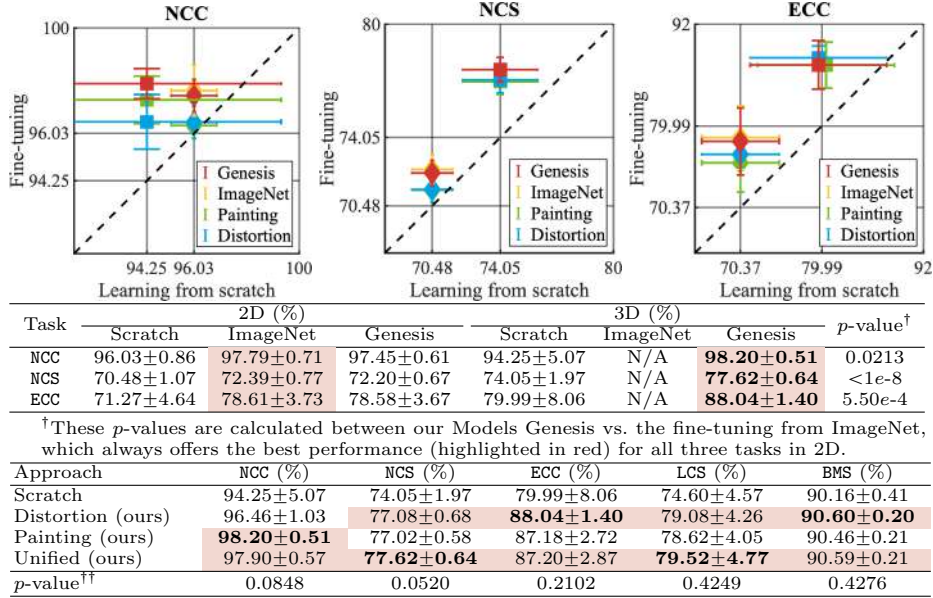 NCC NCS ECC
100 80 92
Fine-tuning Fine-tuning Fine-tuning
96.03 74.05 79.99
94.25 70.48 70.37
Genesis Genesis Genesis
ImageNet ImageNet ImageNet
Painting Painting Painting
Distortion Distortion Distortion
94.25 96.03 100 70.48 74.05 80 70.37 79.99 92
Learning from scratch Learning from scratch Learning from scratch
Task 2D (%) 3D (%) p-value†
Scratch ImageNet Genesis Scratch ImageNet Genesis
NCC 96.03±0.86 97.79±0.71 97.45±0.61 94.25±5.07 N/A 98.20±0.51 0.0213
NCS 70.48±1.07 72.39±0.77 72.20±0.67 74.05±1.97 N/A 77.62±0.64 <1e-8
ECC 71.27±4.64 78.61±3.73 78.58±3.67 79.99±8.06 N/A 88.04±1.40 5.50e-4
†These p-values are calculated between our Models Genesis vs. the fine-tuning from ImageNet,
which always offers the best performance (highlighted in red) for all three tasks in 2D.
Approach NCC (%) NCS (%) ECC (%) LCS (%) BMS (%)
Scratch 94.25±5.07 74.05±1.97 79.99±8.06 74.60±4.57 90.16±0.41
Distortion (ours) 96.46±1.03 77.08±0.68 88.04±1.40 79.08±4.26 90.60±0.20
Painting (ours) 98.20±0.51 77.02±0.58 87.18±2.72 78.62±4.05 90.46±0.21
Unified (ours) 97.90±0.57 77.62±0.64 87.20±2.87 79.52±4.77 90.59±0.21
p-value†† 0.0848 0.0520 0.2102 0.4249 0.4276